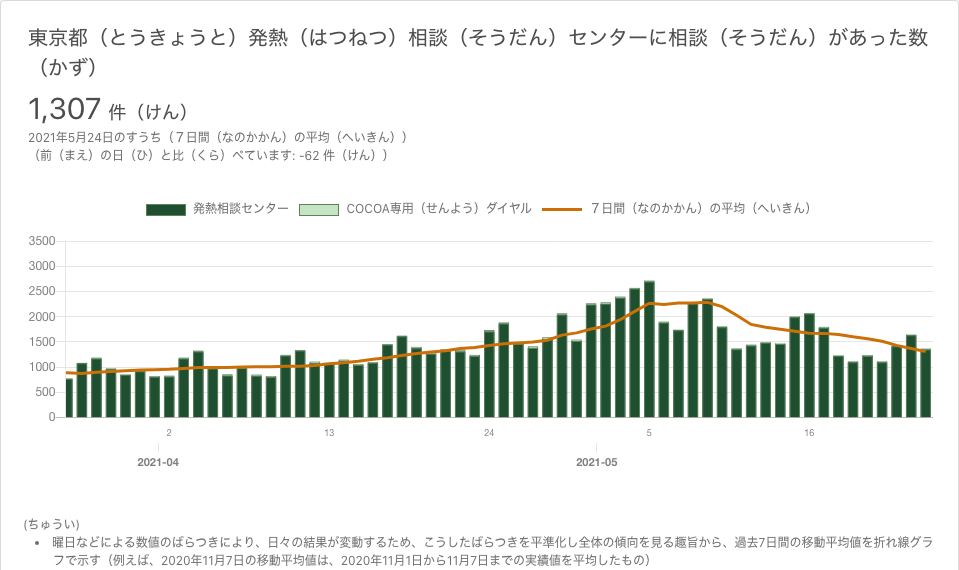 東京都（とうきょうと）発熱（はつねつ）相談（そうだん）センターに相談（そうだん）があった数
（かず）
1,307 件（けん）
2021年5月24日のすうち（７日間（なのかかん）の平均（へいきん））
（前（まえ）の日（ひ）と比（くら）べています: -62 件（けん））
発熱相談センター COCOA専用（せんよう）ダイヤル ７日間（なのかかん）の平均（へいきん）
3500
3000
2500
2000
1500
1000
500
0
2 13 24 5 16
2021-04 2021-05
(ちゅうい)
• 曜日などによる数値のばらつきにより、日々の結果が変動するため、こうしたばらつきを平準化し全体の傾向を見る趣旨から、過去7日間の移動平均値を折れ線グラ
フで示す（例えば、2020年11月7日の移動平均値は、2020年11月1日から11月7日までの実績値を平均したもの）